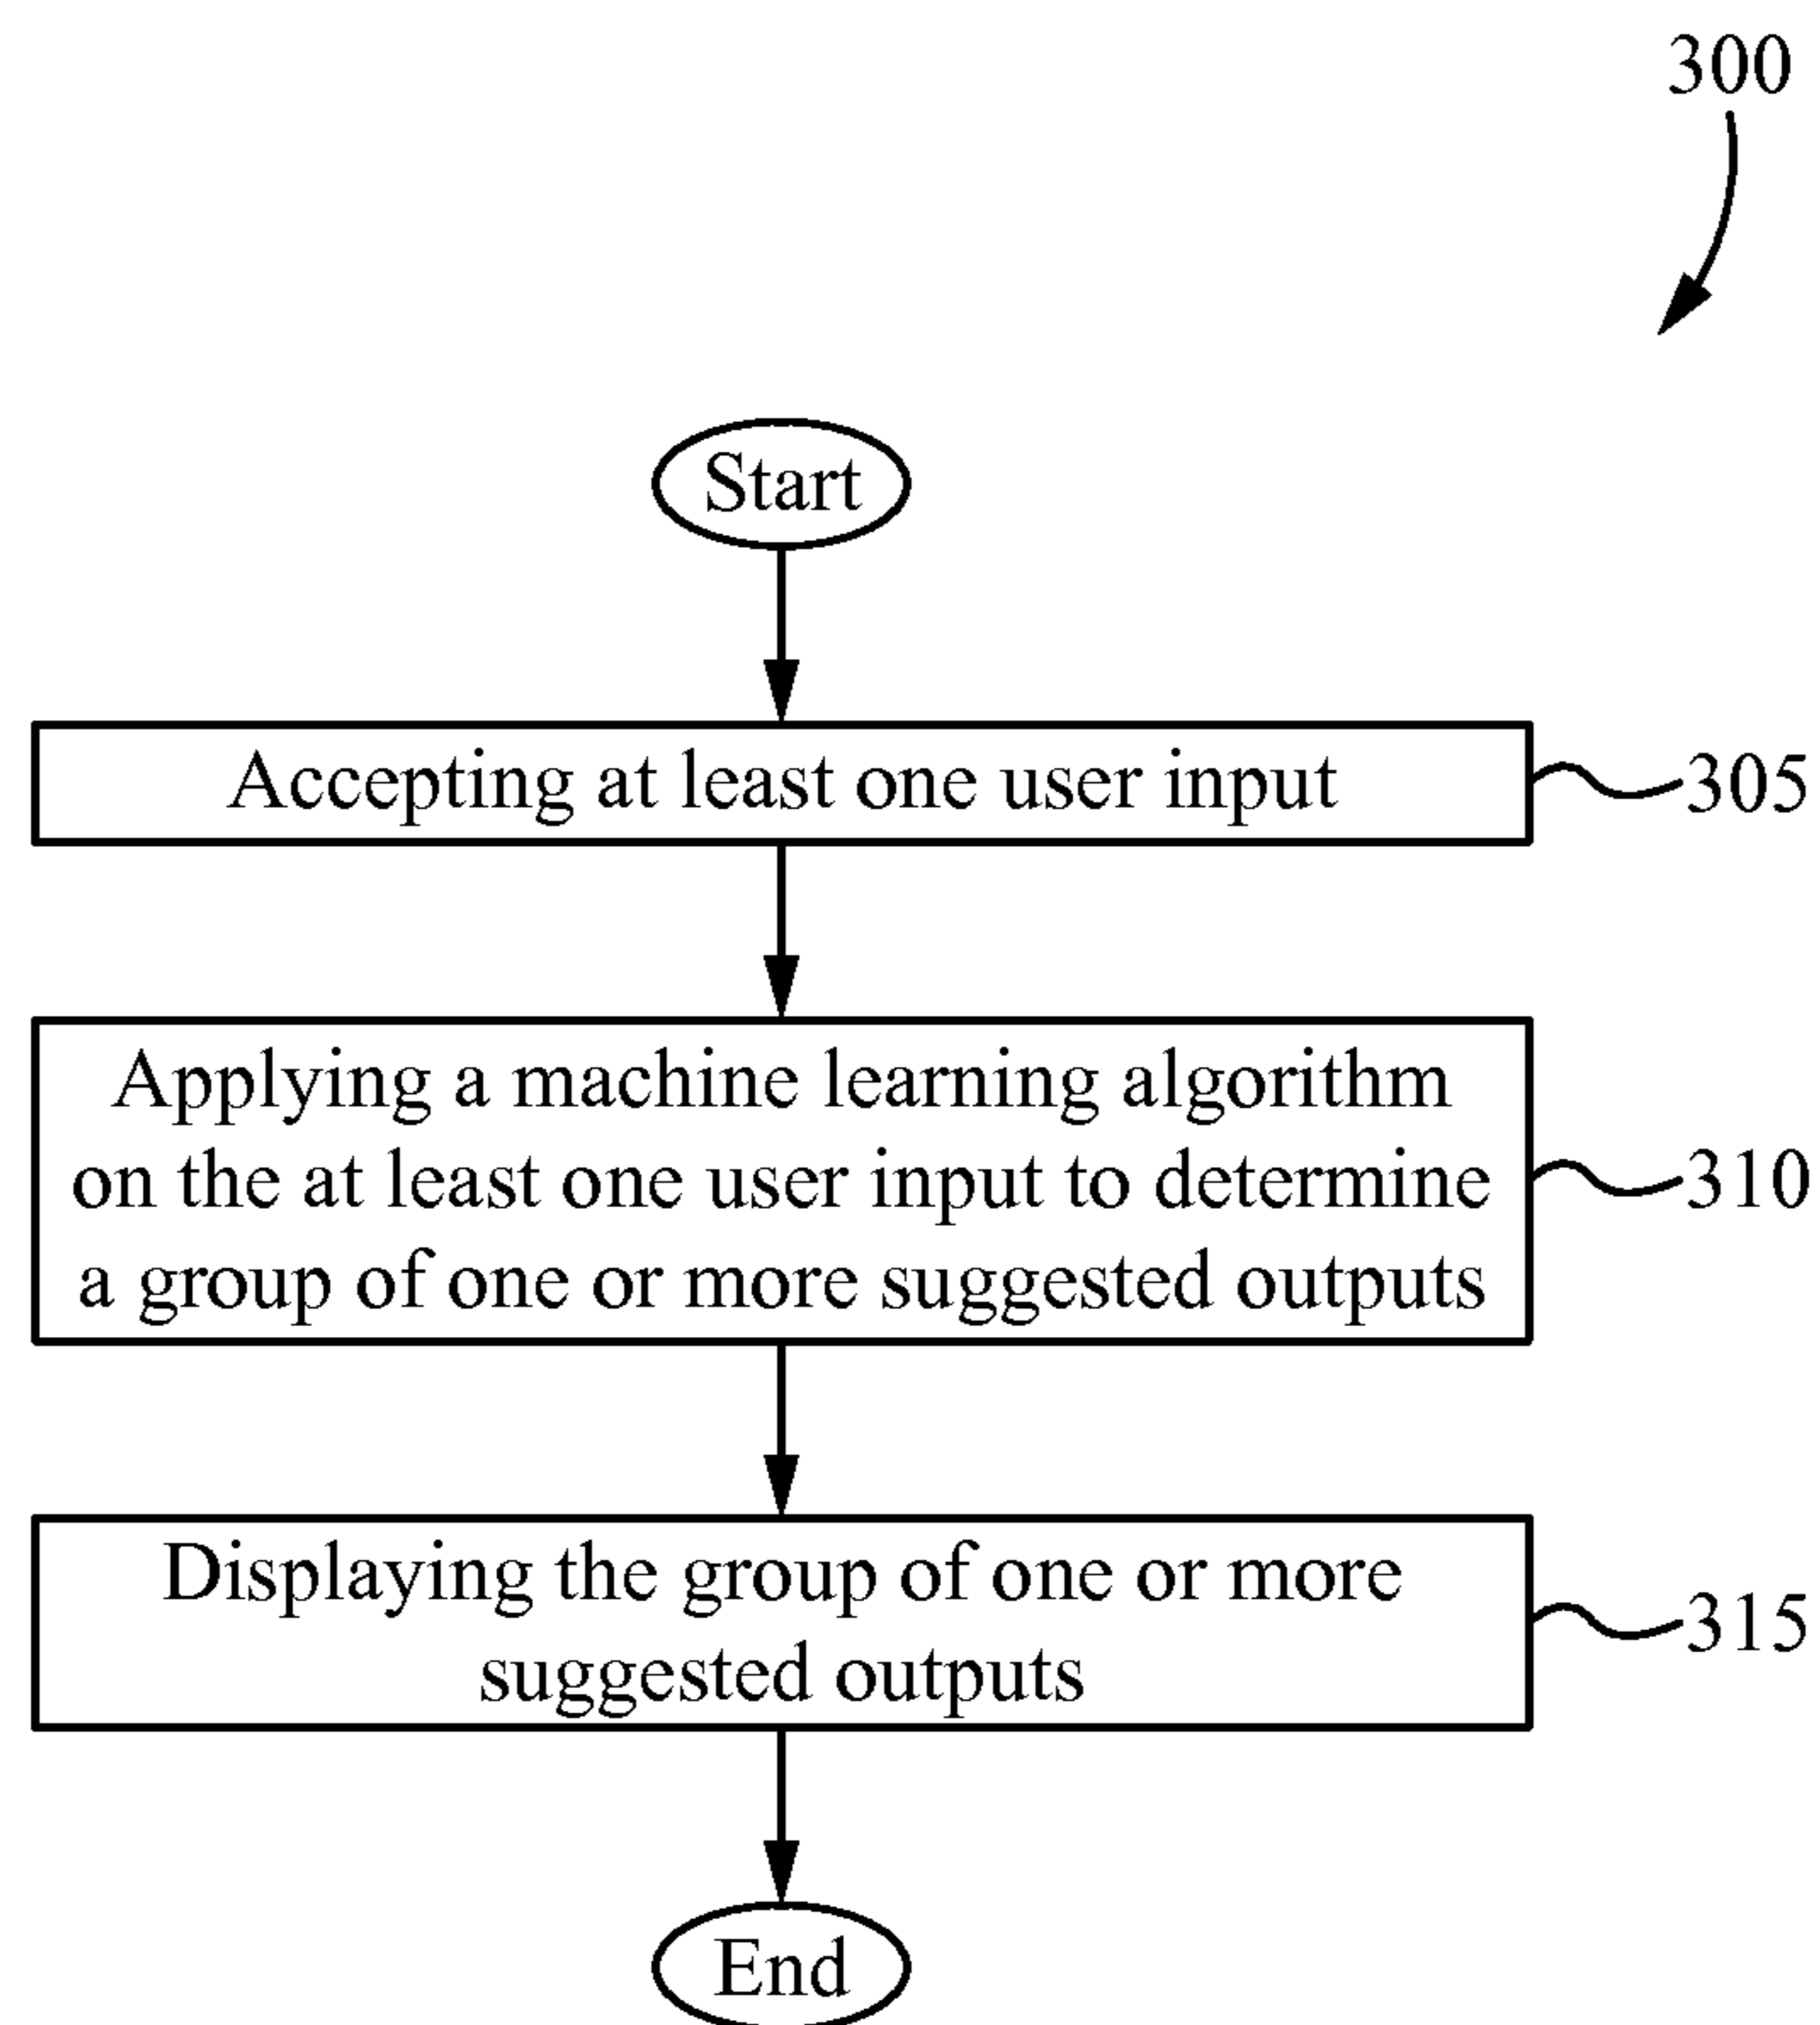 300
Start
Accepting at least one user input
305
Applying a machine learning algorithm
on the at least one user input to determine
a group of one or more suggested outputs
310
Displaying the group of one or more
suggested outputs
315
End